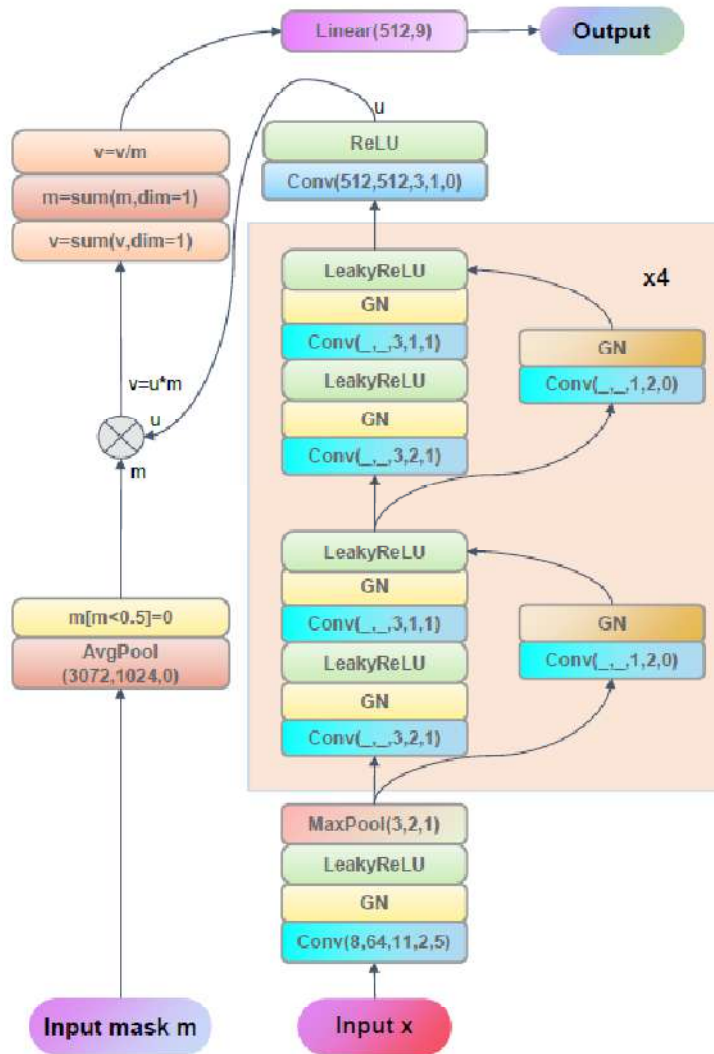 Linear(512,9)
Output
u
v=v/m
m=sum(m,dim=1)
v=sum(v,dim=1)
ReLU
Conv(512,512,3,1,0)
x4
LeakyReLU
GN
Conv(_,_,3,1,1)
LeakyReLU
GN
Conv(_,_,3,2,1)
GN
Conv(_,_,1,2,0)
v=u*m
u
m
LeakyReLU
GN
Conv(_,_,3,1,1)
LeakyReLU
GN
Conv(_,_,3,2,1)
GN
Conv(_,_,1,2,0)
m[m<0.5]=0
AvgPool
(3072,1024,0)
MaxPool(3,2,1)
LeakyReLU
GN
Conv(8,64,11,2,5)
Input mask m
Input x